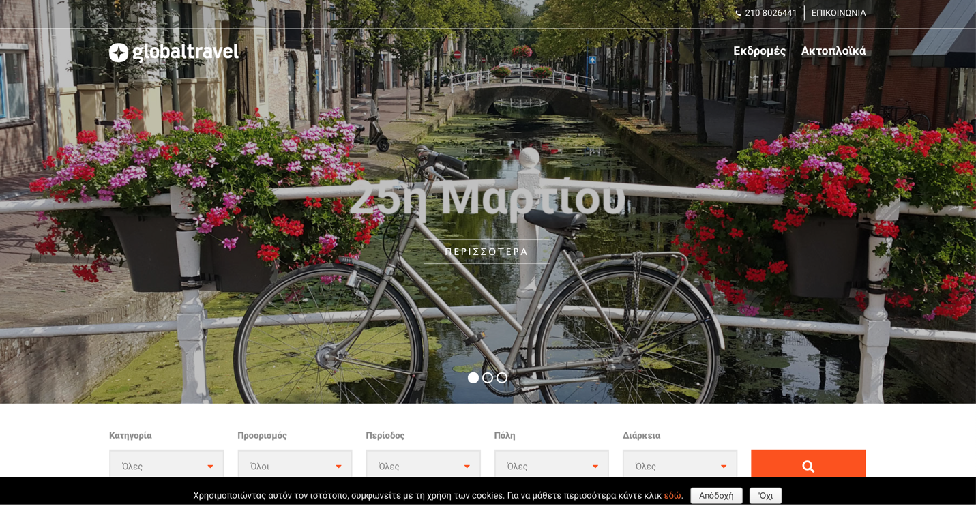 210 8026441 ΕΠΙΚΟΙΝΩΝΙΑ
globaltravel
Εκδρομές Ακτοπλοϊκά
25η Μαρτίου
ΠΕΡΙΣΣΟΤΕΡΑ
Κατηγορία Προορισμός Περίοδος Πόλη Διάρκεια
Όλες Όλοι Όλες Όλες Όλες
Χρησιμοποιώντας αυτόν τον ιστότοπο, συμφωνείτε με τη χρήση των cookies. Για να μάθετε περισσότερα κάντε κλικ εδώ. Αποδοχή Όχι